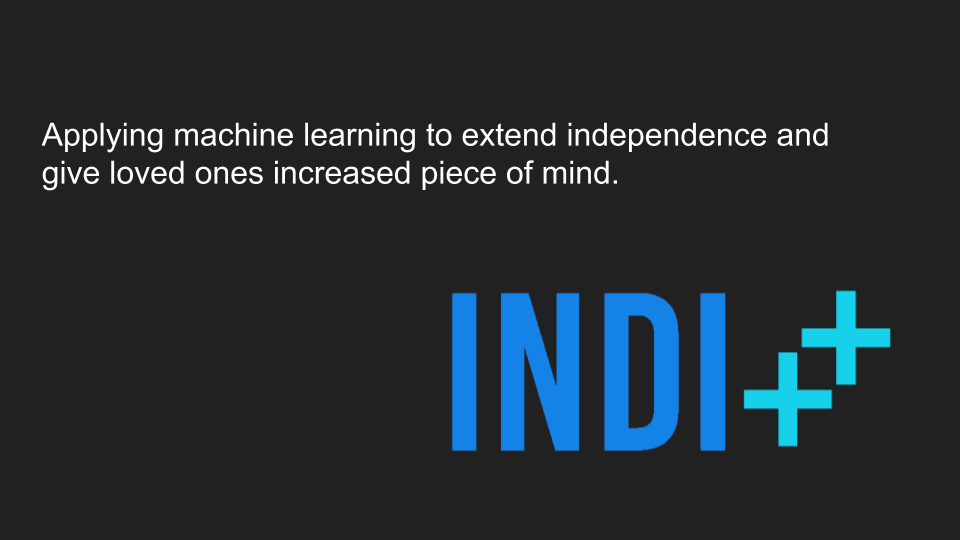 Applying machine learning to extend independence and
give loved ones increased piece of mind.
INDI++